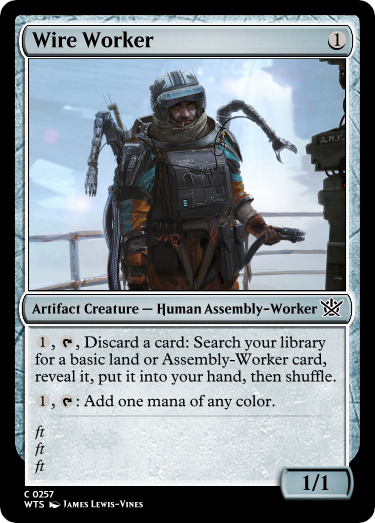 Wire Worker 1
A.N.F.
Artifact Creature — Human Assembly-Worker
1, , Discard a card: Search your library
for a basic land or Assembly-Worker card,
reveal it, put it into your hand, then shuffle.
1, : Add one mana of any color.
ft
ft
ft
1/1
C 0257
WTS James Lewis-Vines